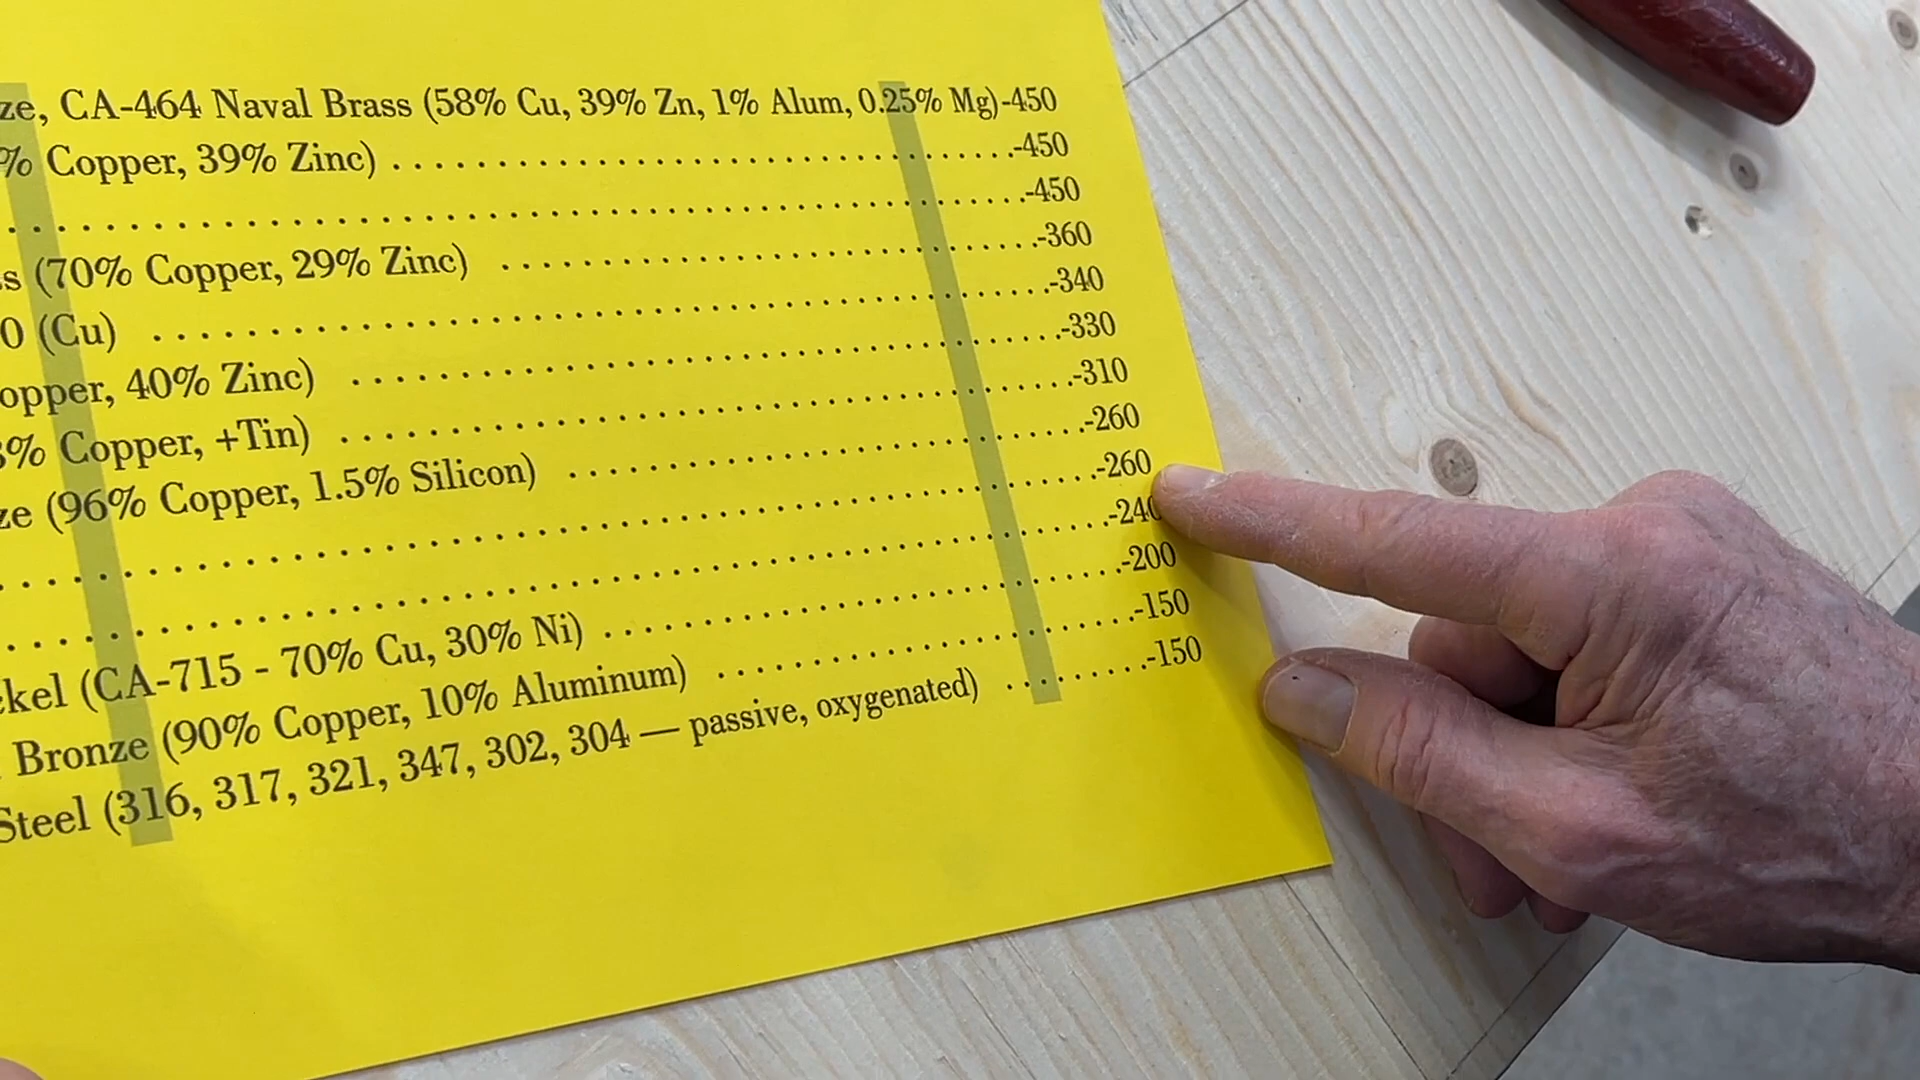 ze, CA-464 Naval Brass (58% Cu, 39% Zn, 1% Alum, 0.25% Mg)-450
% Copper, 39% Zinc) ........ -450
........ -450
s (70% Copper, 29% Zinc) ........ -360
0 (Cu) ........ -340
opper, 40% Zinc) ........ -330
% Copper, +Tin) ........ -310
ze (96% Copper, 1.5% Silicon) ........ -260
........ -260
........ -240
ckel (CA-715 - 70% Cu, 30% Ni) ........ -200
Bronze (90% Copper, 10% Aluminum) ........ -150
Steel (316, 317, 321, 347, 302, 304 — passive, oxygenated) ........ -150